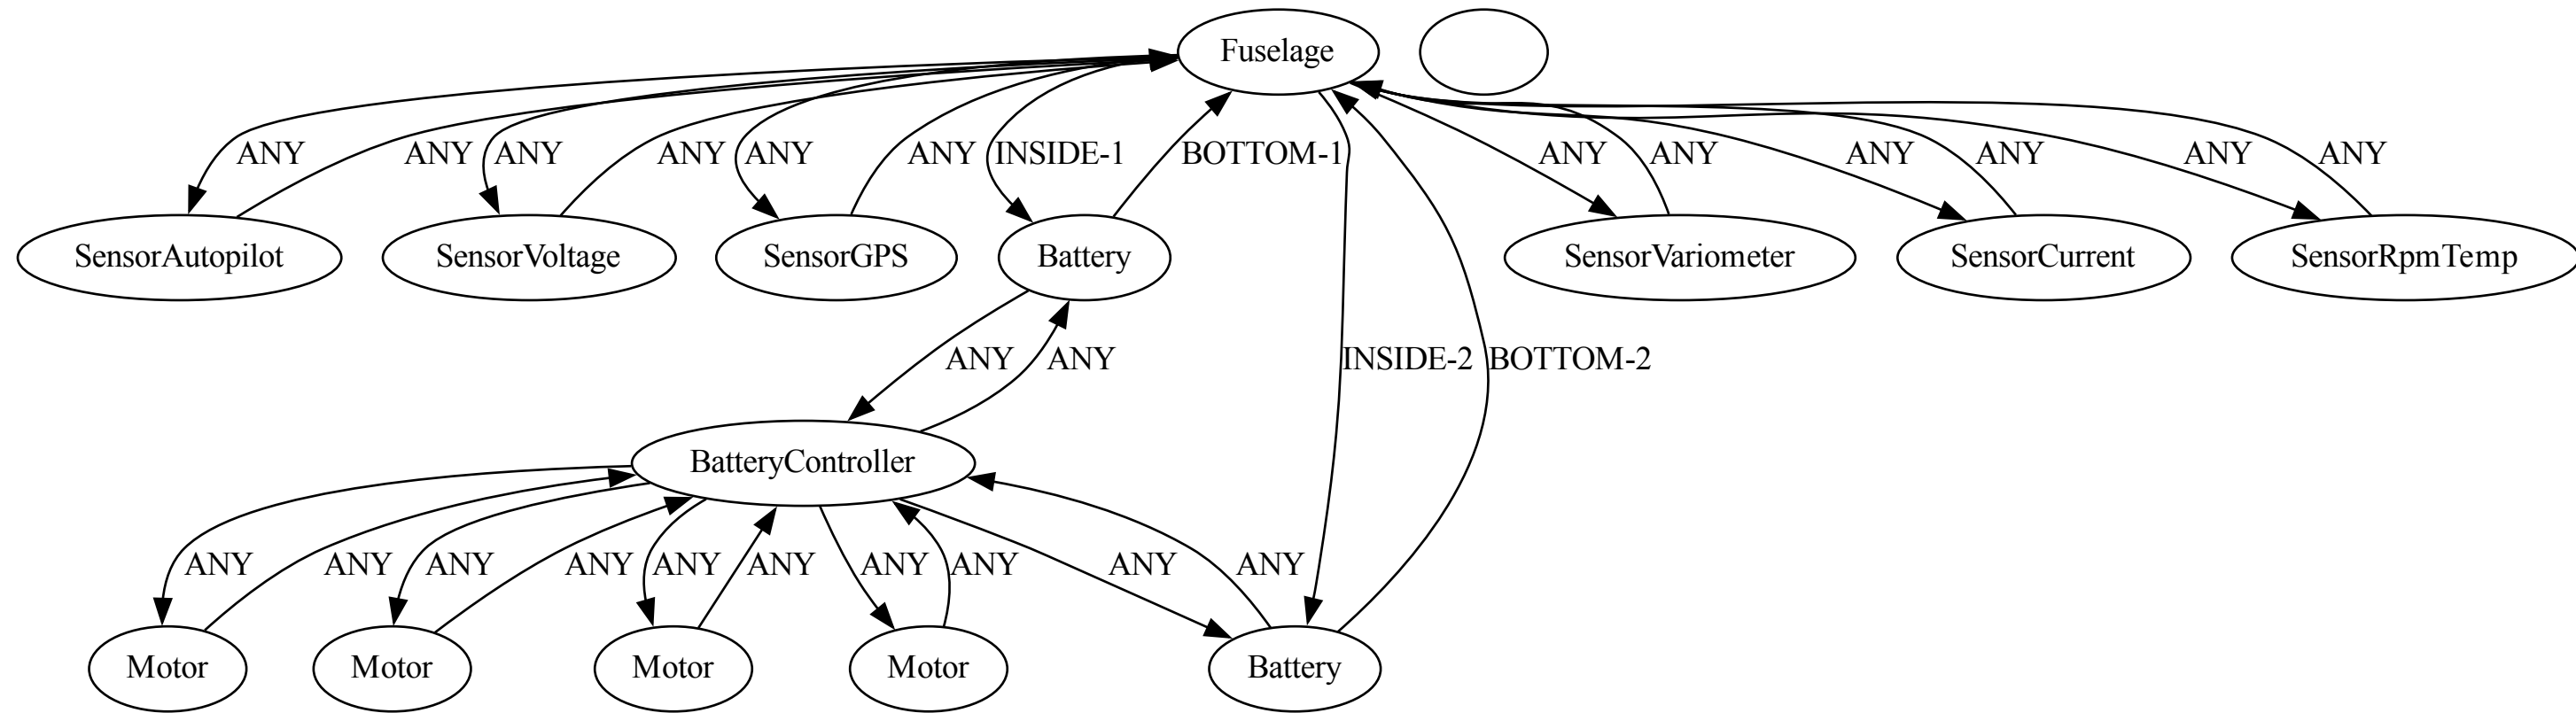 Fuselage
ANY ANY ANY ANY ANY ANY INSIDE-1 BOTTOM-1 ANY ANY ANY ANY ANY ANY
SensorAutopilot SensorVoltage SensorGPS Battery SensorVariometer SensorCurrent SensorRpmTemp
ANY ANY INSIDE-2 BOTTOM-2
BatteryController
ANY ANY ANY ANY ANY ANY ANY ANY ANY ANY
Motor Motor Motor Motor Battery